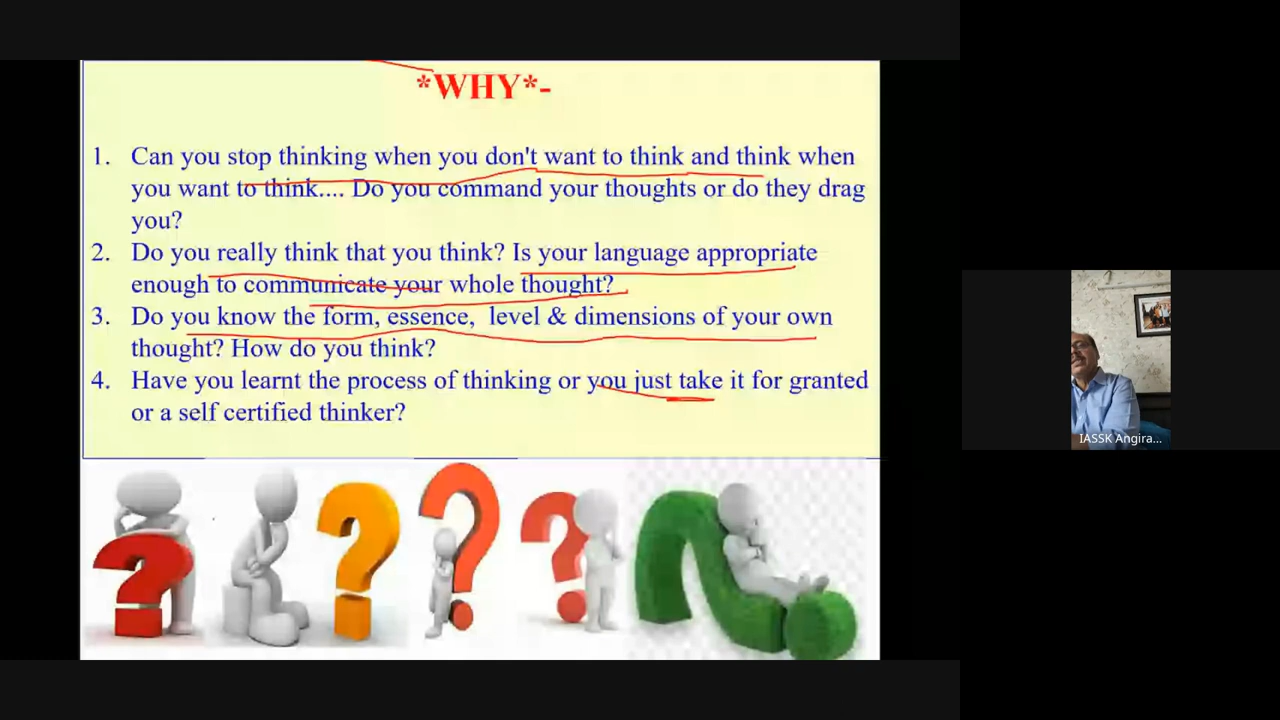 *WHY*-
1. Can you stop thinking when you don't want to think and think when
you want to think.... Do you command your thoughts or do they drag
you?
2. Do you really think that you think? Is your language appropriate
enough to communicate your whole thought?
3. Do you know the form, essence, level & dimensions of your own
thought? How do you think?
4. Have you learnt the process of thinking or you just take it for granted
or a self certified thinker?
IASSK Angira...